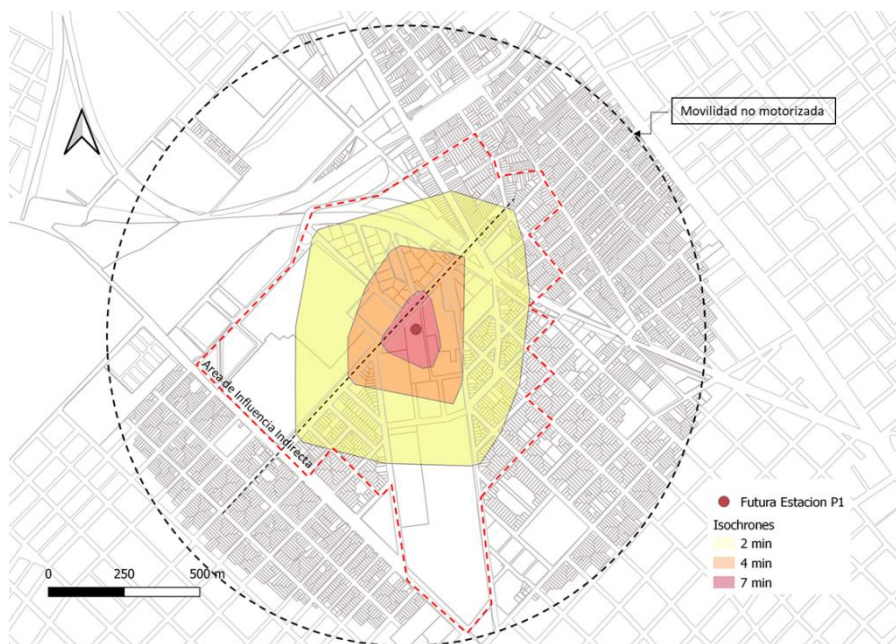 Movilidad no motorizada
Area de Influencia Indirecta
Futura Estacion P1
Isochrones
2 min
4 min
7 min
0 250 500 m